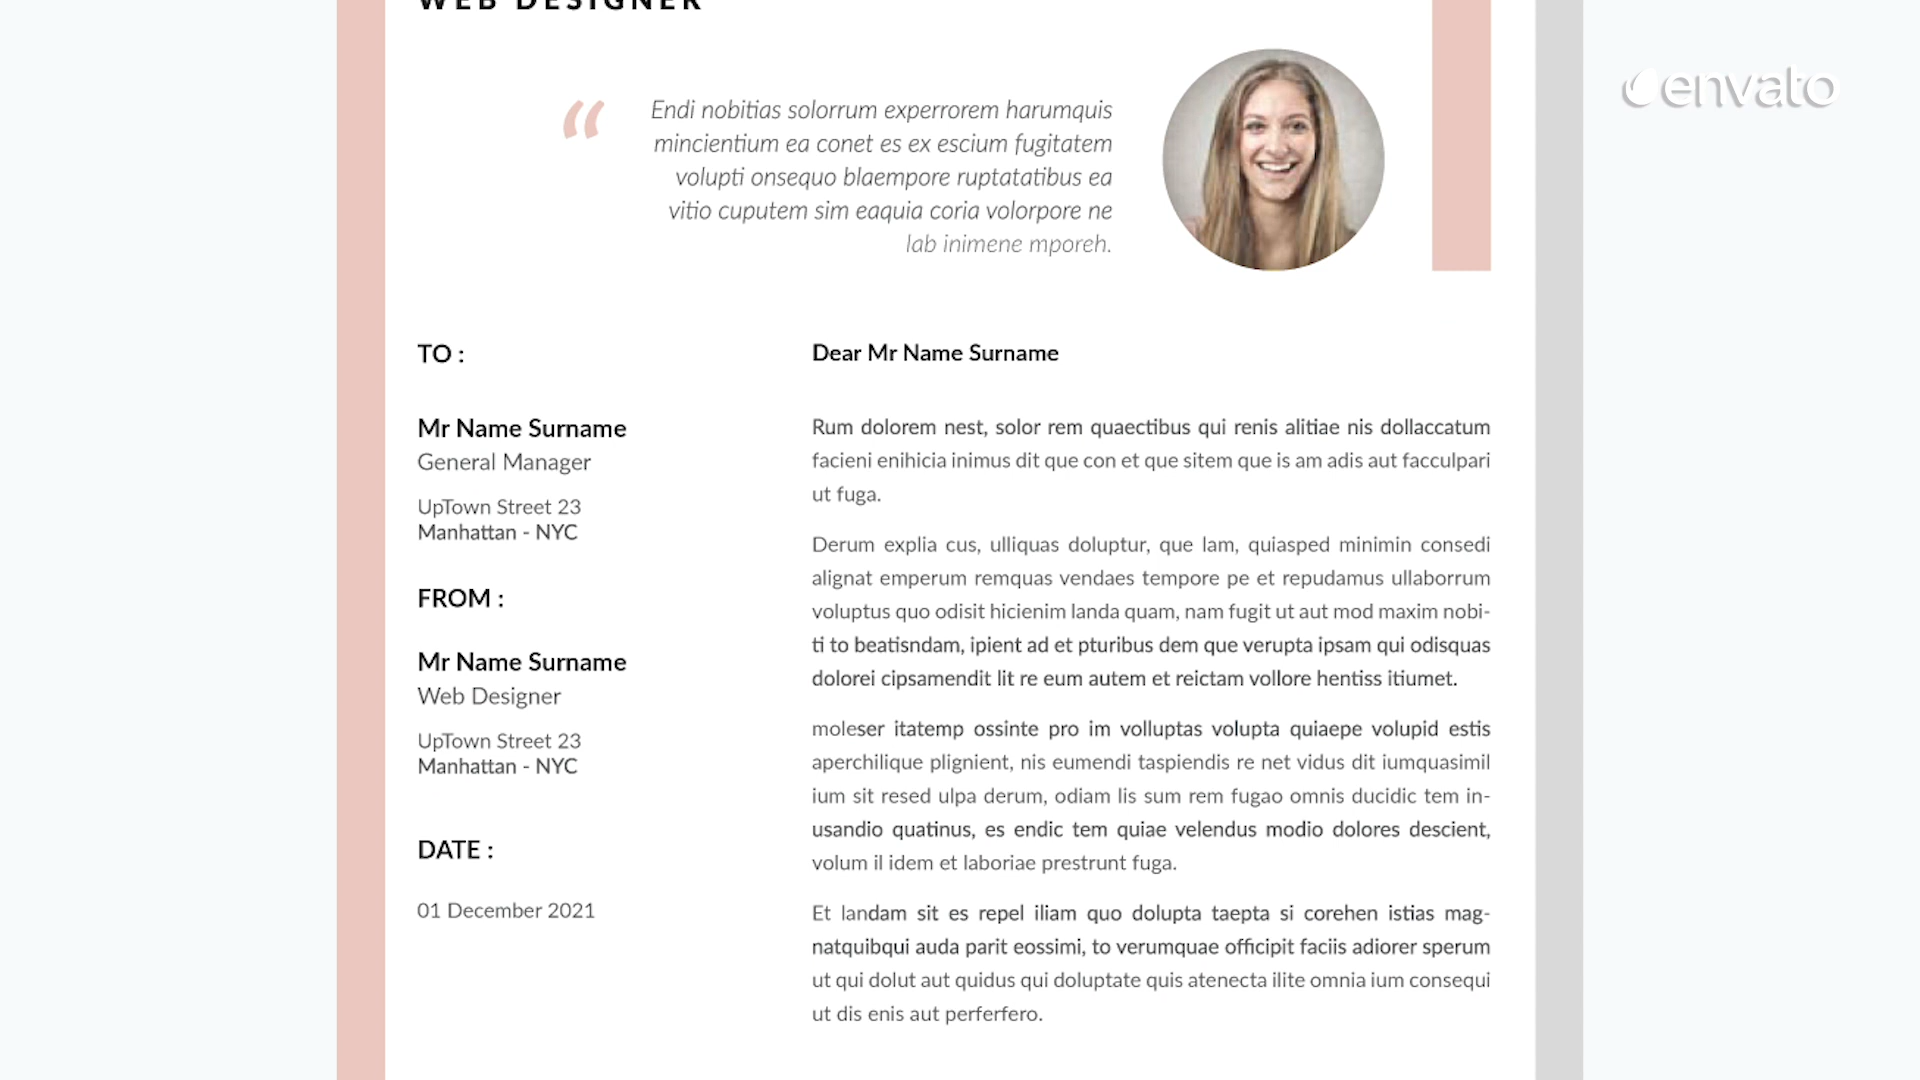 WEB DESIGNER
envato
“
Endi nobitias solorrum experrorem harumquis
mincientium ea conet es ex escium fugitatem
volupti onsequo blaempore ruptatatibus ea
vitio cuputem sim eaquia coria volorpore ne
lab inimene mporeh.
TO :
Mr Name Surname
General Manager
UpTown Street 23
Manhattan - NYC
FROM :
Mr Name Surname
Web Designer
UpTown Street 23
Manhattan - NYC
DATE :
01 December 2021
Dear Mr Name Surname
Rum dolorem nest, solor rem quaectibus qui renis alitiae nis dollaccatum
facieni enihicia inimus dit que con et que sitem que is am adis aut facculpari
ut fuga.
Derum explia cus, ulliquas doluptur, que lam, quiasped minimin consedi
alignat emperum remquas vendaes tempore pe et repudamus ullaborrum
voluptus quo odisit hicienim landa quam, nam fugit ut aut mod maxim nobi-
ti to beatisndam, ipient ad et pturibus dem que verupta ipsam qui odisquas
dolorei cipsamendit lit re eum autem et reictam vollore hentiss itiumet.
moleser itatemp ossinte pro im volluptas volupta quiaepe volupid estis
aperchilique plignient, nis eumendi taspiendis re net vidus dit iumquasimil
ium sit resed ulpa derum, odiam lis sum rem fugao omnis ducidic tem in-
usandio quatinus, es endic tem quiae velendus modio dolores descient,
volum il idem et laboriae prestrunt fuga.
Et landam sit es repel iliam quo dolupta taepta si corehen istias mag-
natquibqui auda parit eossimi, to verumquae officipit faciis adiorer sperum
ut qui dolut aut quidus qui doluptate quis atenecta ilite omnia ium consequi
ut dis enis aut perferfero.